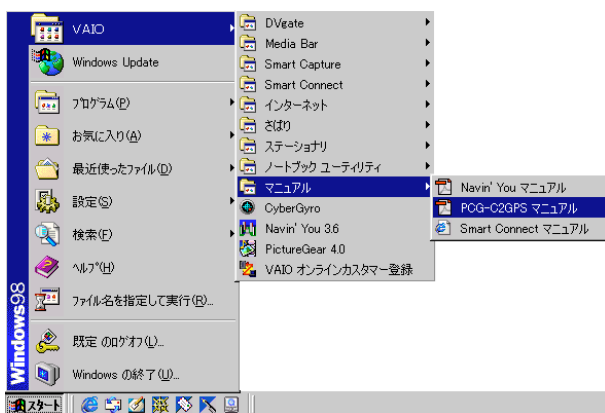 VAIO
Windows Update
プログラム(P)
お気に入り(A)
最近使ったファイル(D)
設定(S)
検索(F)
ヘルプ(H)
ファイル名を指定して実行(R)...
既定 のログオフ(L)...
Windows の終了(U)...
Windows98
スタート
DVgate
Media Bar
Smart Capture
Smart Connect
インターネット
さぱり
ステーショナリ
ノートブック ユーティリティ
マニュアル
CyberGyro
Navin' You 3.6
PictureGear 4.0
VAIO オンラインカスタマー登録
Navin' You マニュアル
PCG-C2GPS マニュアル
Smart Connect マニュアル